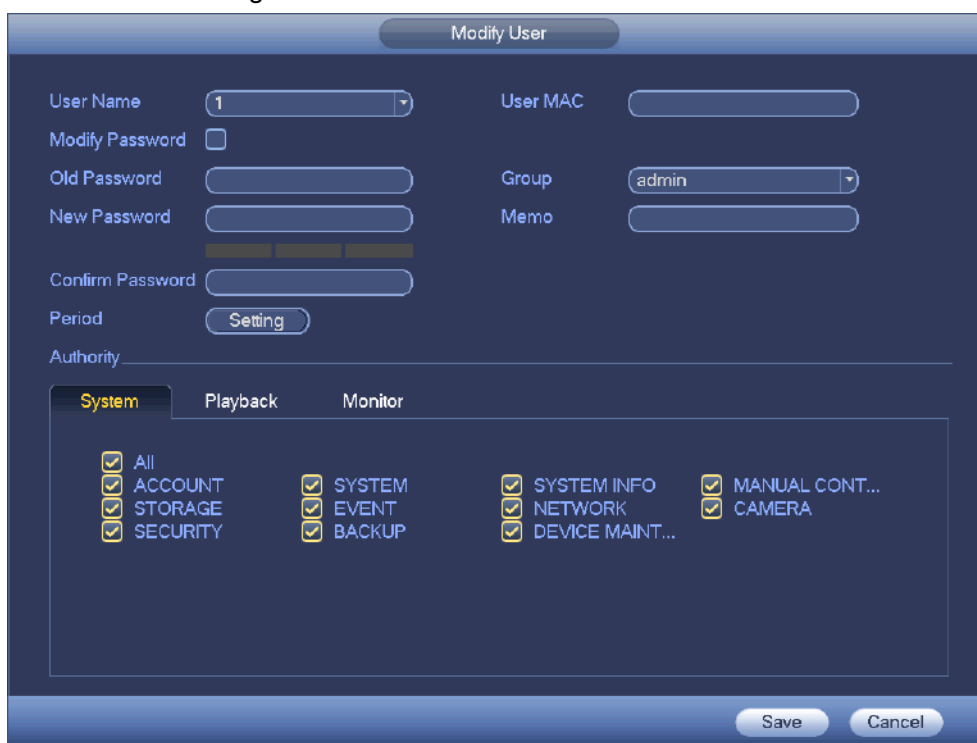 Modify User
User Name 1 User MAC
Modify Password
Old Password Group admin
New Password Memo
Confirm Password
Period Setting
Authority
System Playback Monitor
All
ACCOUNT SYSTEM SYSTEM INFO MANUAL CONT...
STORAGE EVENT NETWORK CAMERA
SECURITY BACKUP DEVICE MAINT...
Save Cancel